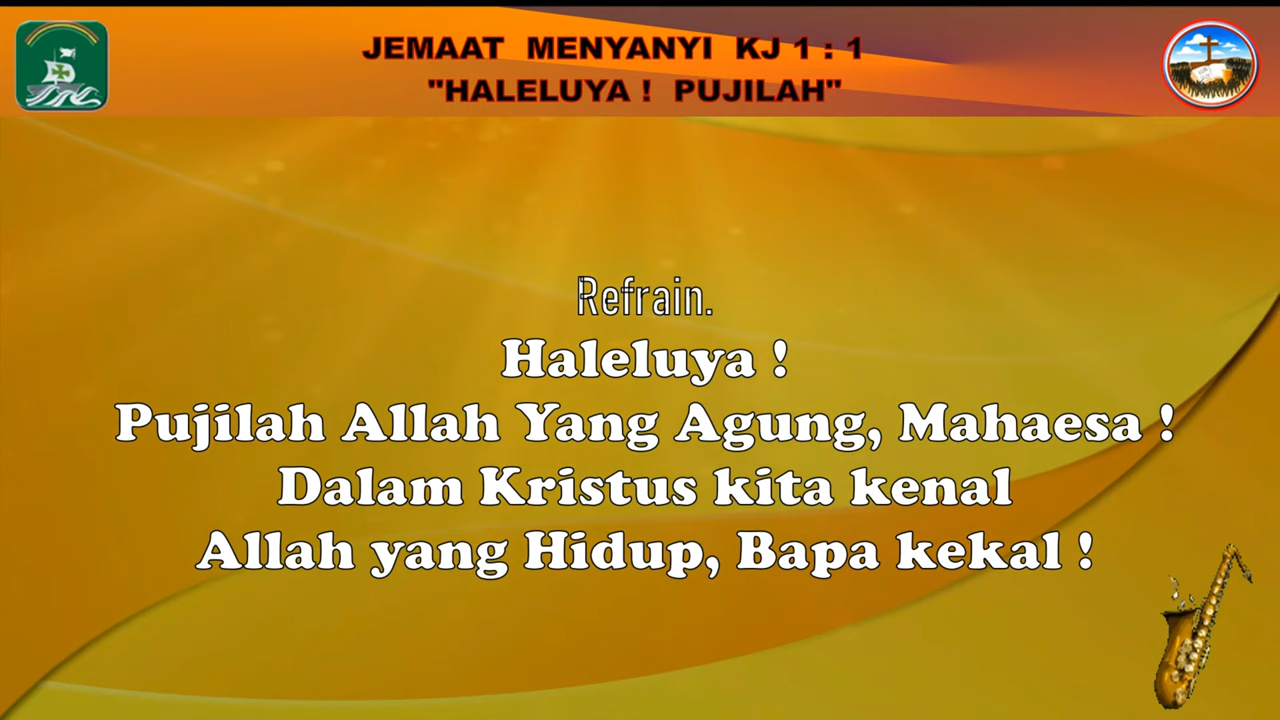 JEMAAT MENYANYI KJ 1 : 1
"HALELUYA ! PUJILAH"
Refrain.
Haleluya !
Pujilah Allah Yang Agung, Mahaesa !
Dalam Kristus kita kenal
Allah yang Hidup, Bapa kekal !